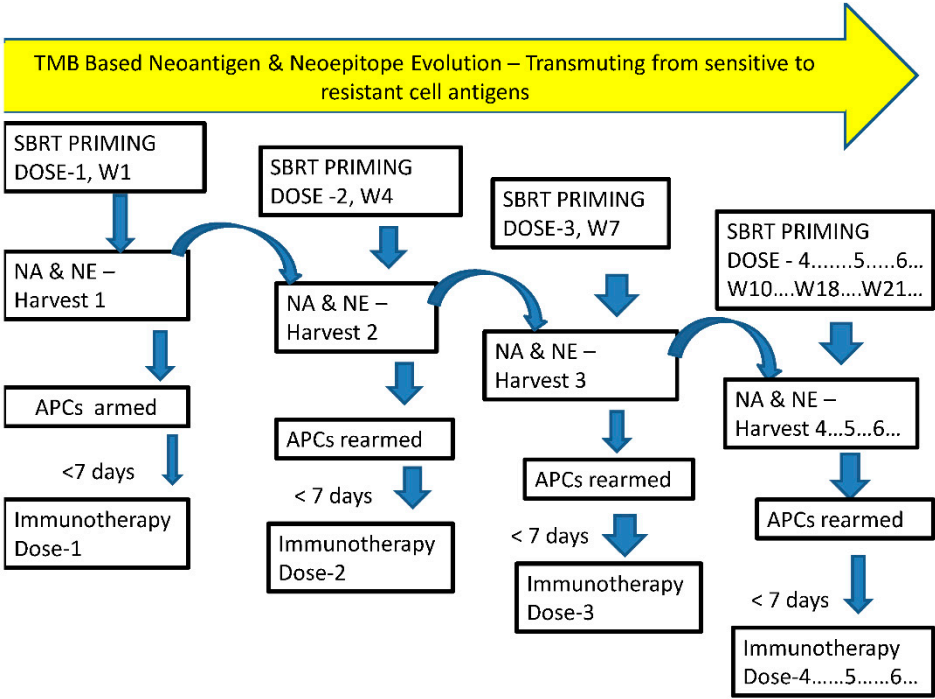 TMB Based Neoantigen & Neoepitope Evolution – Transmuting from sensitive to
resistant cell antigens
SBRT PRIMING
DOSE-1, W1
NA & NE –
Harvest 1
APCs armed
<7 days
Immunotherapy
Dose-1
SBRT PRIMING
DOSE -2, W4
NA & NE –
Harvest 2
APCs rearmed
< 7 days
Immunotherapy
Dose-2
SBRT PRIMING
DOSE-3, W7
NA & NE –
Harvest 3
APCs rearmed
< 7 days
Immunotherapy
Dose-3
SBRT PRIMING
DOSE - 4.......5.....6...
W10....W18....W21...
NA & NE –
Harvest 4...5...6...
APCs rearmed
< 7 days
Immunotherapy
Dose-4......5......6...